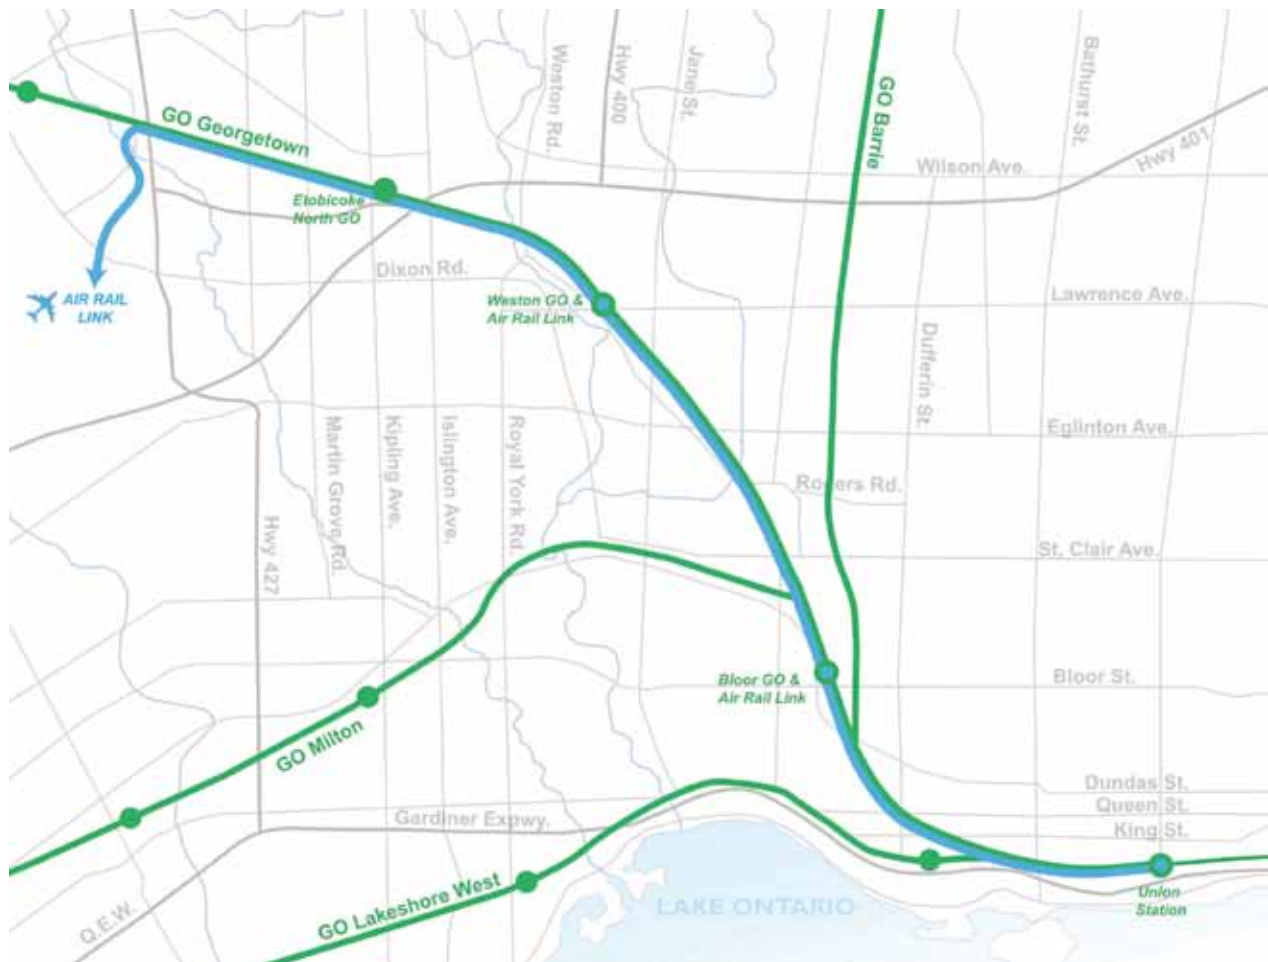 Weston Rd.
Hwy 400
Jane St.
GO Barrie
Bathurst St.
Hwy 401
GO Georgetown
Wilson Ave.
Etobicoke
North GO
Dixon Rd.
AIR RAIL
LINK
Weston GO &
Air Rail Link
Lawrence Ave.
Dufferin St.
Martin Grove Rd.
Kipling Ave.
Islington Ave.
Royal York Rd.
Eglinton Ave.
Rogers Rd.
Hwy 427
St. Clair Ave.
Bloor GO &
Air Rail Link
Bloor St.
GO Milton
Dundas St.
Queen St.
King St.
Gardiner Expwy.
GO Lakeshore West
Q.E.W.
LAKE ONTARIO
Union
Station